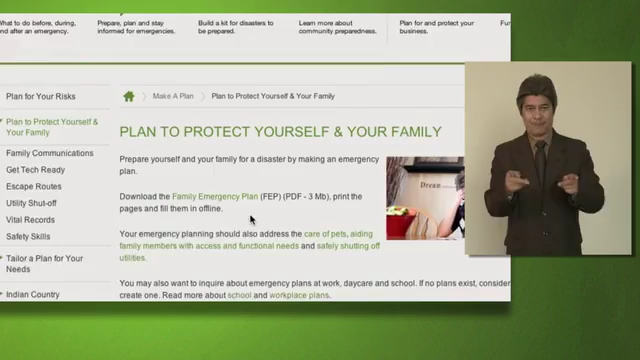 What to do before, during,
and after an emergency.
Prepare, plan and stay
informed for emergencies.
Build a kit for disasters to
be prepared.
Learn more about
community preparedness.
Plan for and protect your
business.
Plan for Your Risks
Plan to Protect Yourself &
Your Family
Family Communications
Get Tech Ready
Escape Routes
Utility Shut-off
Vital Records
Safety Skills
Tailor a Plan for Your
Needs
Indian Country
Make A Plan
Plan to Protect Yourself & Your Family
PLAN TO PROTECT YOURSELF & YOUR FAMILY
Prepare yourself and your family for a disaster by making an emergency
plan.
Download the Family Emergency Plan (FEP) (PDF - 3 Mb), print the
pages and fill them in offline.
Your emergency planning should also address the care of pets, aiding
family members with access and functional needs and safely shutting off
utilities.
You may also want to inquire about emergency plans at work, daycare and school. If no plans exist, consider
create one. Read more about school and workplace plans.
Dream